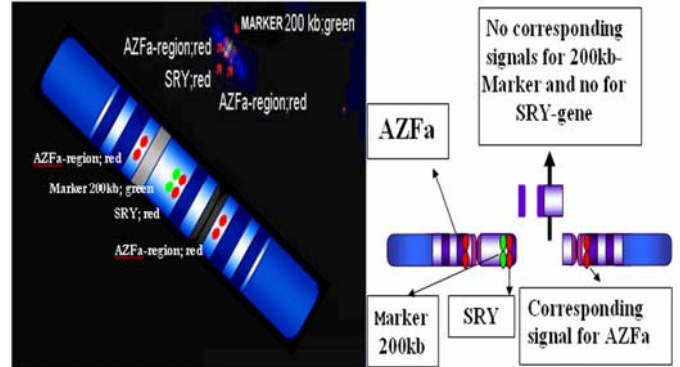 MARKER 200 kb;green
AZFa-region;red
SRY;red
AZFa-region;red
AZFa-region; red
Marker 200kb; green
SRY; red
AZFa-region; red
No corresponding
signals for 200kb-
Marker and no for
SRY-gene
AZFa
Marker
200kb
SRY
Corresponding
signal for AZFa